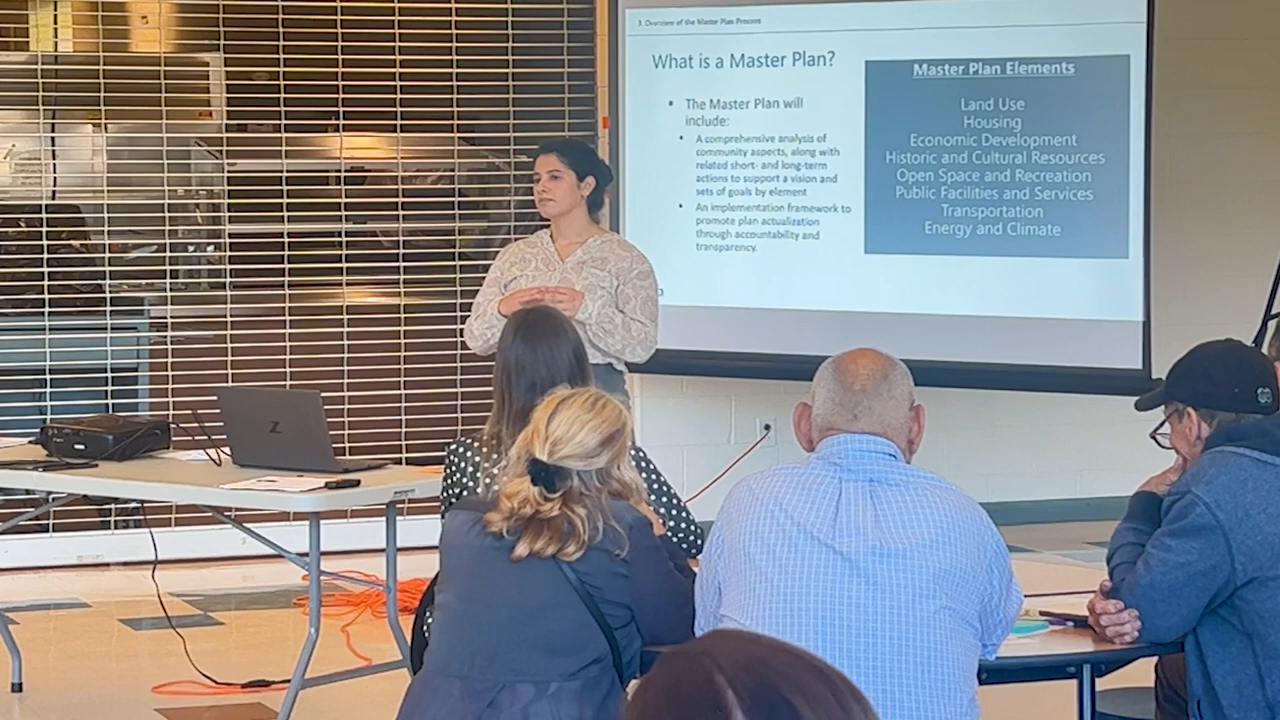 3. Overview of the Master Plan Process
What is a Master Plan?
▪ The Master Plan will
include:
• A comprehensive analysis of
community aspects, along with
related short- and long-term
actions to support a vision and
sets of goals by element
• An implementation framework to
promote plan actualization
through accountability and
transparency.
Master Plan Elements
Land Use
Housing
Economic Development
Historic and Cultural Resources
Open Space and Recreation
Public Facilities and Services
Transportation
Energy and Climate